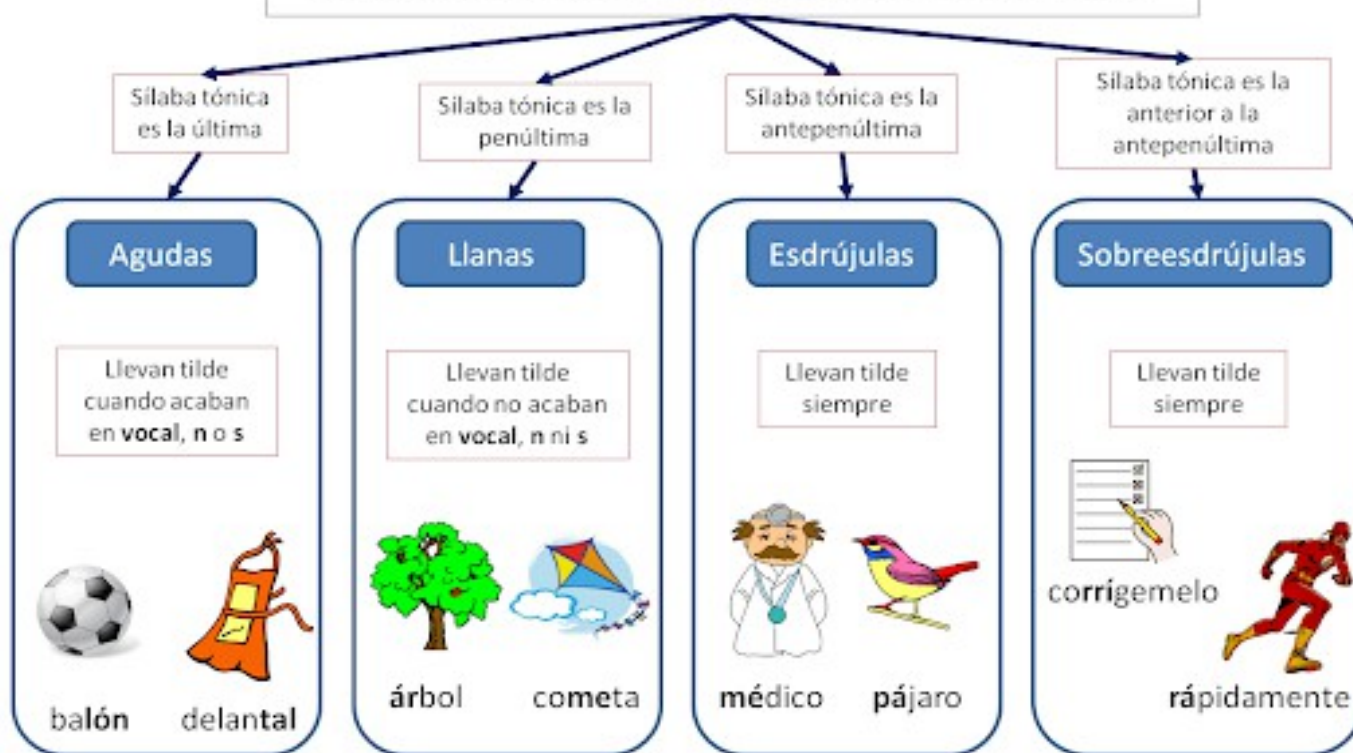 Sílaba tónica
es la última
Sílaba tónica es la
penúltima
Sílaba tónica es la
antepenúltima
Sílaba tónica es la
anterior a la
antepenúltima
Agudas
Llanas
Esdrújulas
Sobreesdrújulas
Llevan tilde
cuando acaban
en vocal, n o s
Llevan tilde
cuando no acaban
en vocal, n ni s
Llevan tilde
siempre
Llevan tilde
siempre
balón
delantal
árbol
cometa
médico
pájaro
corrígemelo
rápidamente